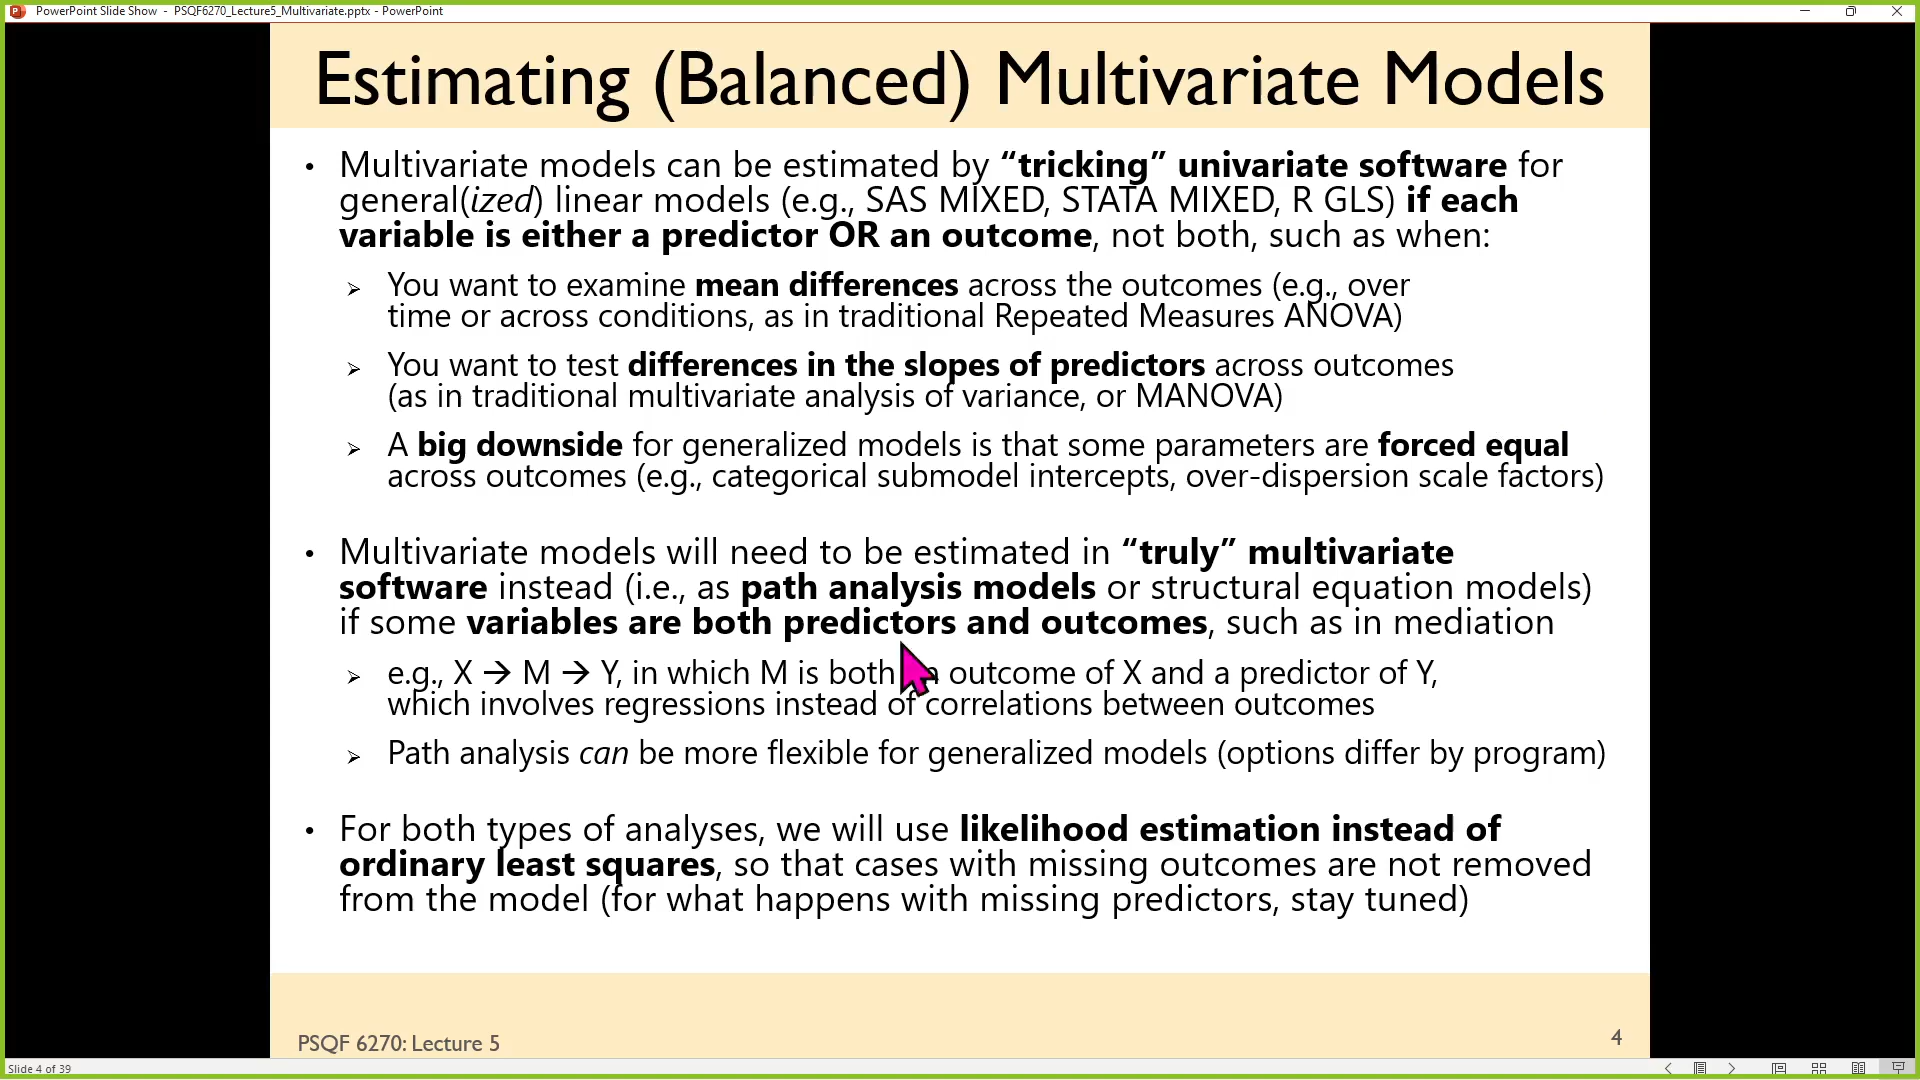 PowerPoint Slide Show - PSQF6270_Lecture5_Multivariate.pptx - PowerPoint
Estimating (Balanced) Multivariate Models
• Multivariate models can be estimated by “tricking” univariate software for
general(ized) linear models (e.g., SAS MIXED, STATA MIXED, R GLS) if each
variable is either a predictor OR an outcome, not both, such as when:
➢ You want to examine mean differences across the outcomes (e.g., over
time or across conditions, as in traditional Repeated Measures ANOVA)
➢ You want to test differences in the slopes of predictors across outcomes
(as in traditional multivariate analysis of variance, or MANOVA)
➢ A big downside for generalized models is that some parameters are forced equal
across outcomes (e.g., categorical submodel intercepts, over-dispersion scale factors)
• Multivariate models will need to be estimated in “truly” multivariate
software instead (i.e., as path analysis models or structural equation models)
if some variables are both predictors and outcomes, such as in mediation
➢ e.g., X → M → Y, in which M is both outcome of X and a predictor of Y,
which involves regressions instead of correlations between outcomes
➢ Path analysis can be more flexible for generalized models (options differ by program)
• For both types of analyses, we will use likelihood estimation instead of
ordinary least squares, so that cases with missing outcomes are not removed
from the model (for what happens with missing predictors, stay tuned)
PSQF 6270: Lecture 5
4
Slide 4 of 39